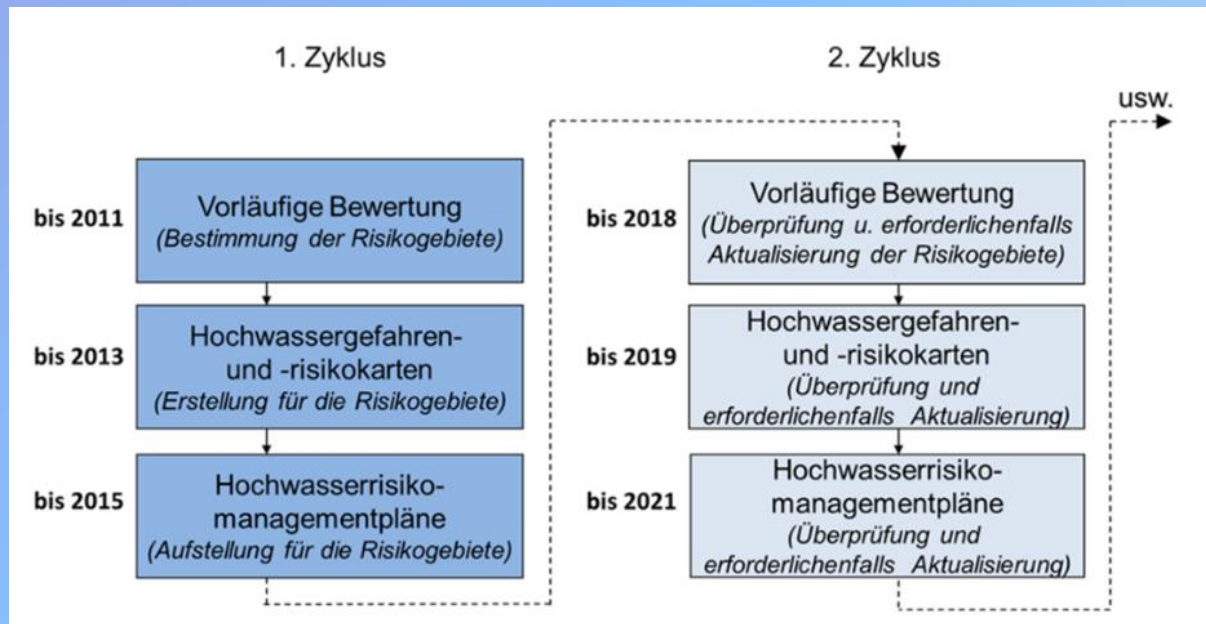 1. Zyklus
bis 2011
Vorläufige Bewertung
(Bestimmung der Risikogebiete)
bis 2013
Hochwassergefahren-
und -risikokarten
(Erstellung für die Risikogebiete)
bis 2015
Hochwasserrisiko-
managementpläne
(Aufstellung für die Risikogebiete)
2. Zyklus
bis 2018
Vorläufige Bewertung
(Überprüfung u. erforderlichenfalls
Aktualisierung der Risikogebiete)
bis 2019
Hochwassergefahren-
und -risikokarten
(Überprüfung und
erforderlichenfalls Aktualisierung)
bis 2021
Hochwasserrisiko-
managementpläne
(Überprüfung und
erforderlichenfalls Aktualisierung)
usw.